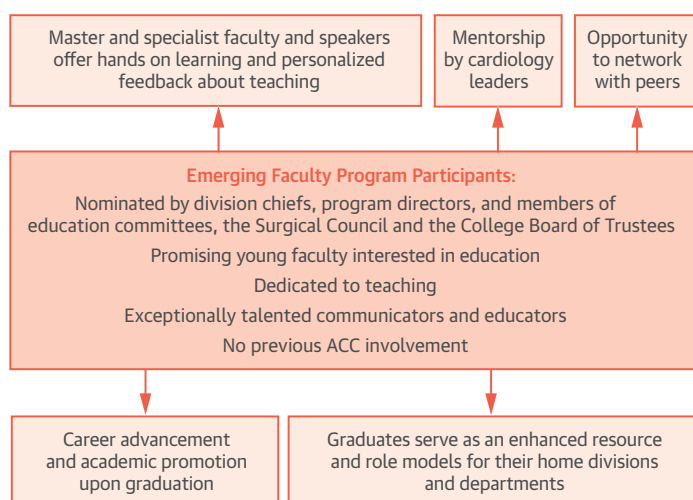 Master and specialist faculty and speakers
offer hands on learning and personalized
feedback about teaching
Mentorship
by cardiology
leaders
Opportunity
to network
with peers
Emerging Faculty Program Participants:
Nominated by division chiefs, program directors, and members of
education committees, the Surgical Council and the College Board of Trustees
Promising young faculty interested in education
Dedicated to teaching
Exceptionally talented communicators and educators
No previous ACC involvement
Career advancement
and academic promotion
upon graduation
Graduates serve as an enhanced resource
and role models for their home divisions
and departments